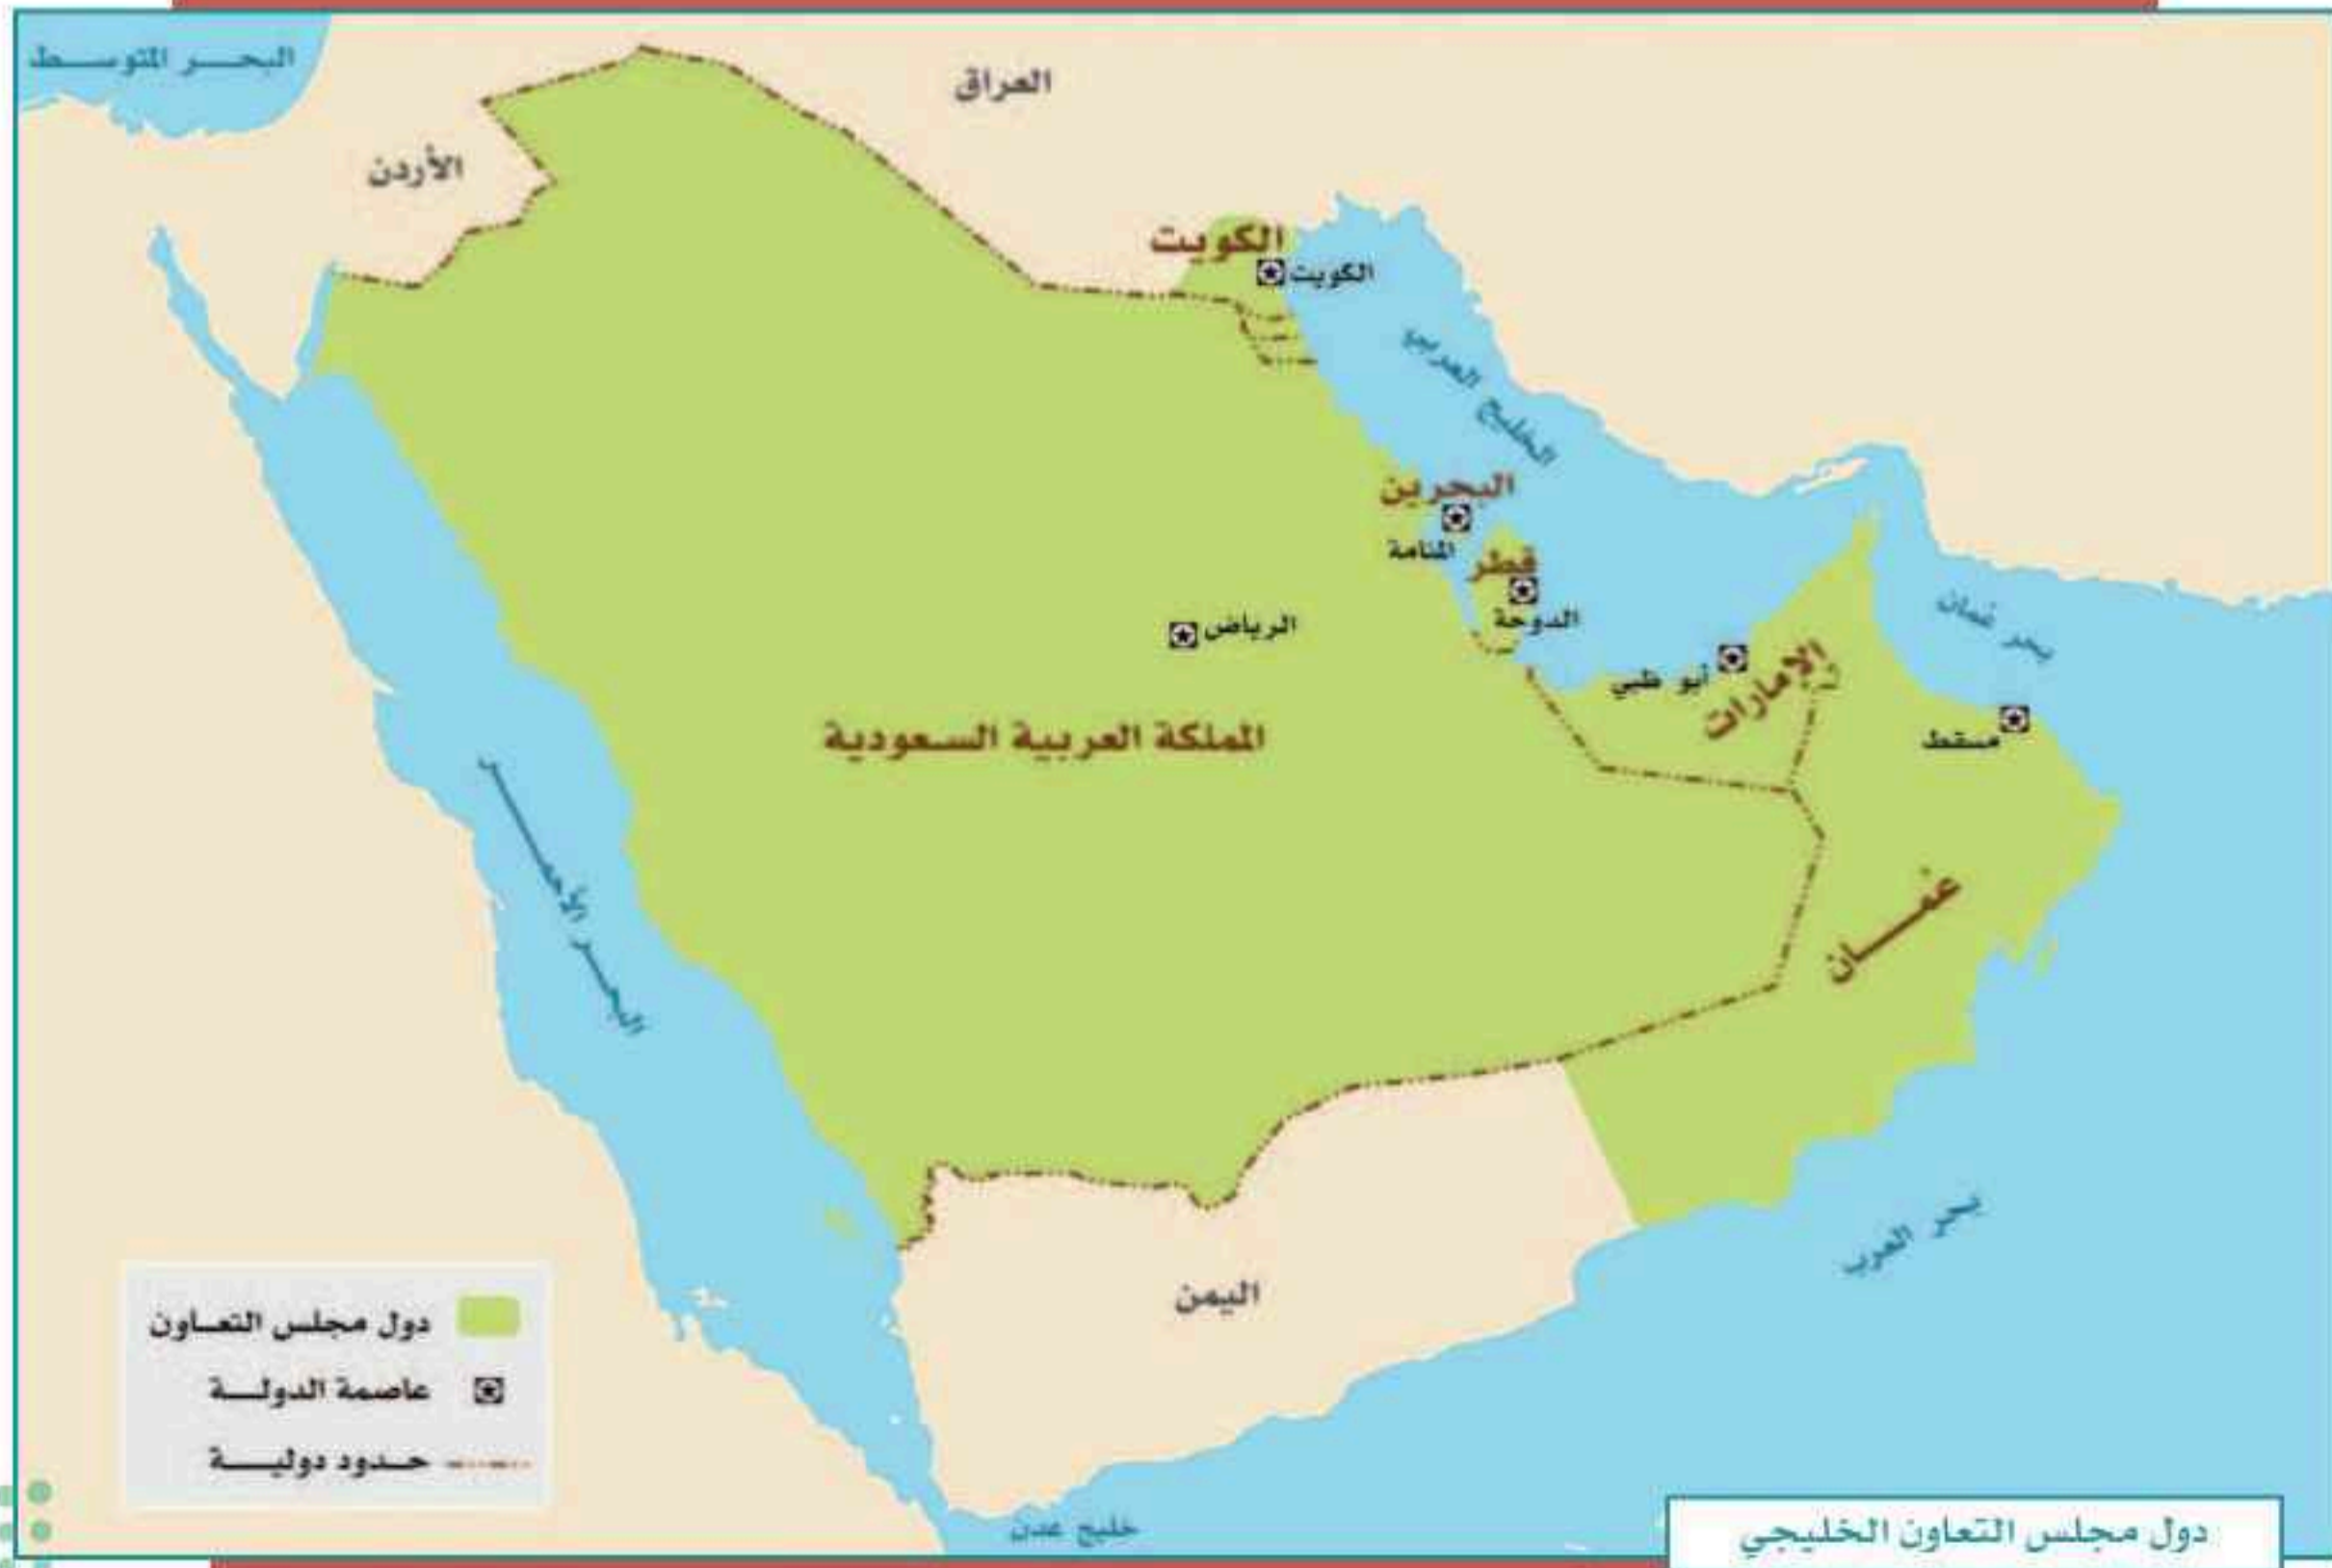 البحر المتوسط
العراق
الأردن
الكويت
الكويت
الخليج العربي
البحرين
المنامة
قطر
الدوحة
الرياض
أبو ظبي
الإمارات
بحر عُمان
مسقط
المملكة العربية السعودية
عُمان
البحر الأحمر
بحر العرب
اليمن
خليج عدن
دول مجلس التعاون
عاصمة الدولة
حدود دولية
دول مجلس التعاون الخليجي